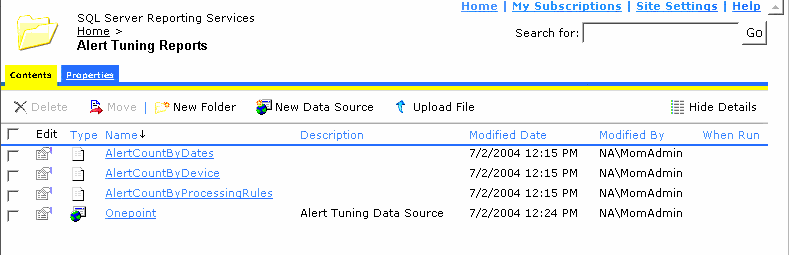 Home | My Subscriptions | Site Settings | Help
SQL Server Reporting Services
Home >
Alert Tuning Reports
Search for: Go
Contents Properties
Delete Move | New Folder New Data Source Upload File Hide Details
Edit Type Name↓ Description Modified Date Modified By When Run
AlertCountByDates 7/2/2004 12:15 PM NA\MomAdmin
AlertCountByDevice 7/2/2004 12:15 PM NA\MomAdmin
AlertCountByProcessingRules 7/2/2004 12:15 PM NA\MomAdmin
Onepoint Alert Tuning Data Source 7/2/2004 12:24 PM NA\MomAdmin